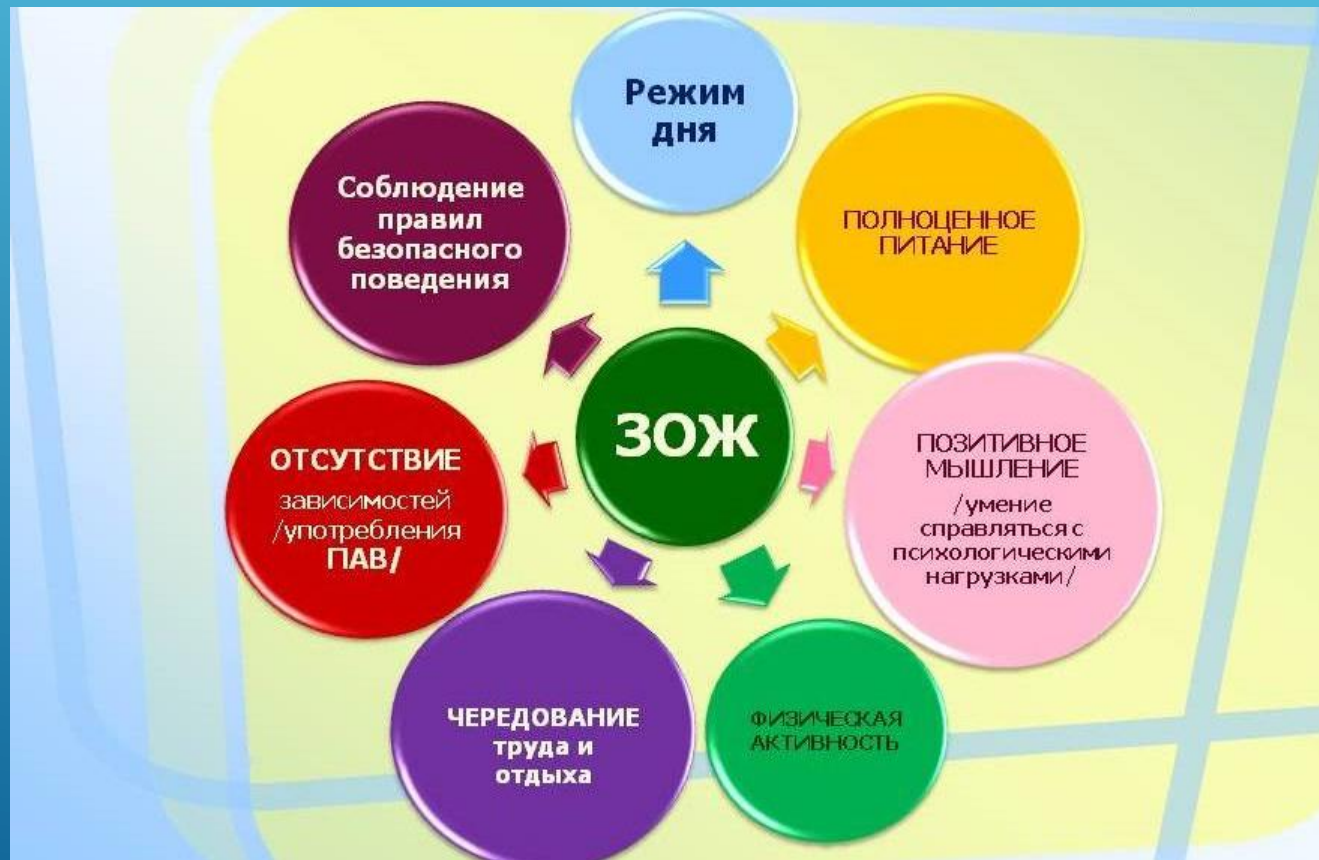 Режим
дня
ПОЛНОЦЕННОЕ
ПИТАНИЕ
ПОЗИТИВНОЕ
МЫШЛЕНИЕ
/умение
справляться с
психологическими
нагрузками/
ФИЗИЧЕСКАЯ
АКТИВНОСТЬ
ЧЕРЕДОВАНИЕ
труда и
отдыха
ОТСУТСТВИЕ
зависимостей
/употребления
ПАВ/
Соблюдение
правил
безопасного
поведения
ЗОЖ